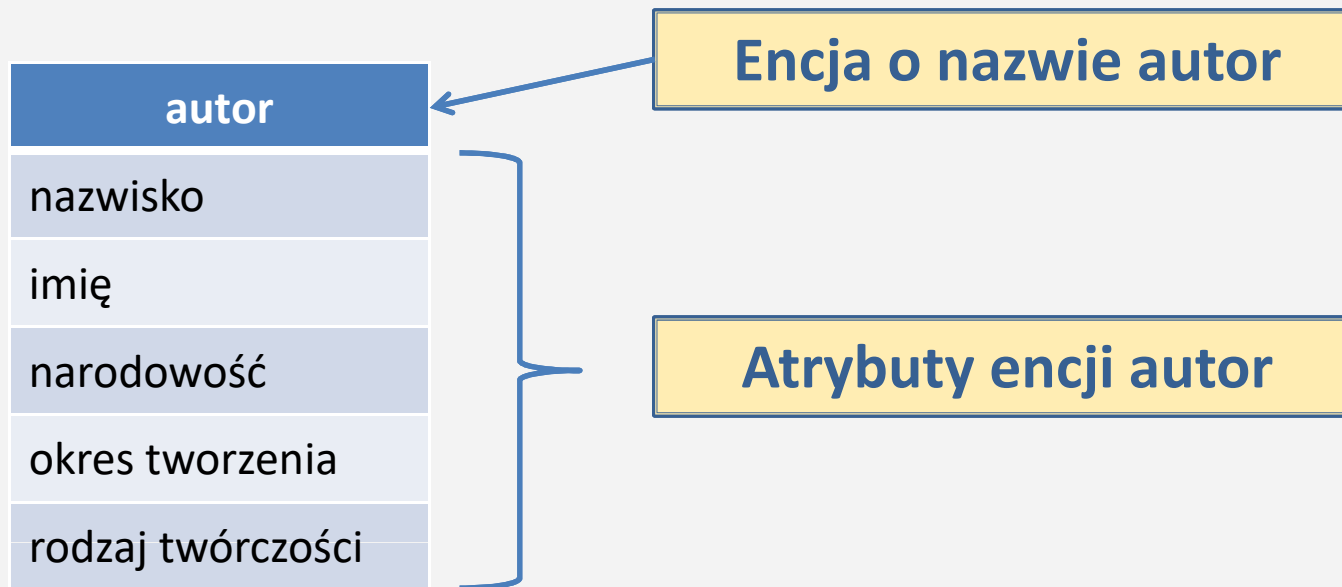 Encja o nazwie autor
autor
nazwisko
imię
narodowość
Atrybuty encji autor
okres tworzenia
rodzaj twórczości